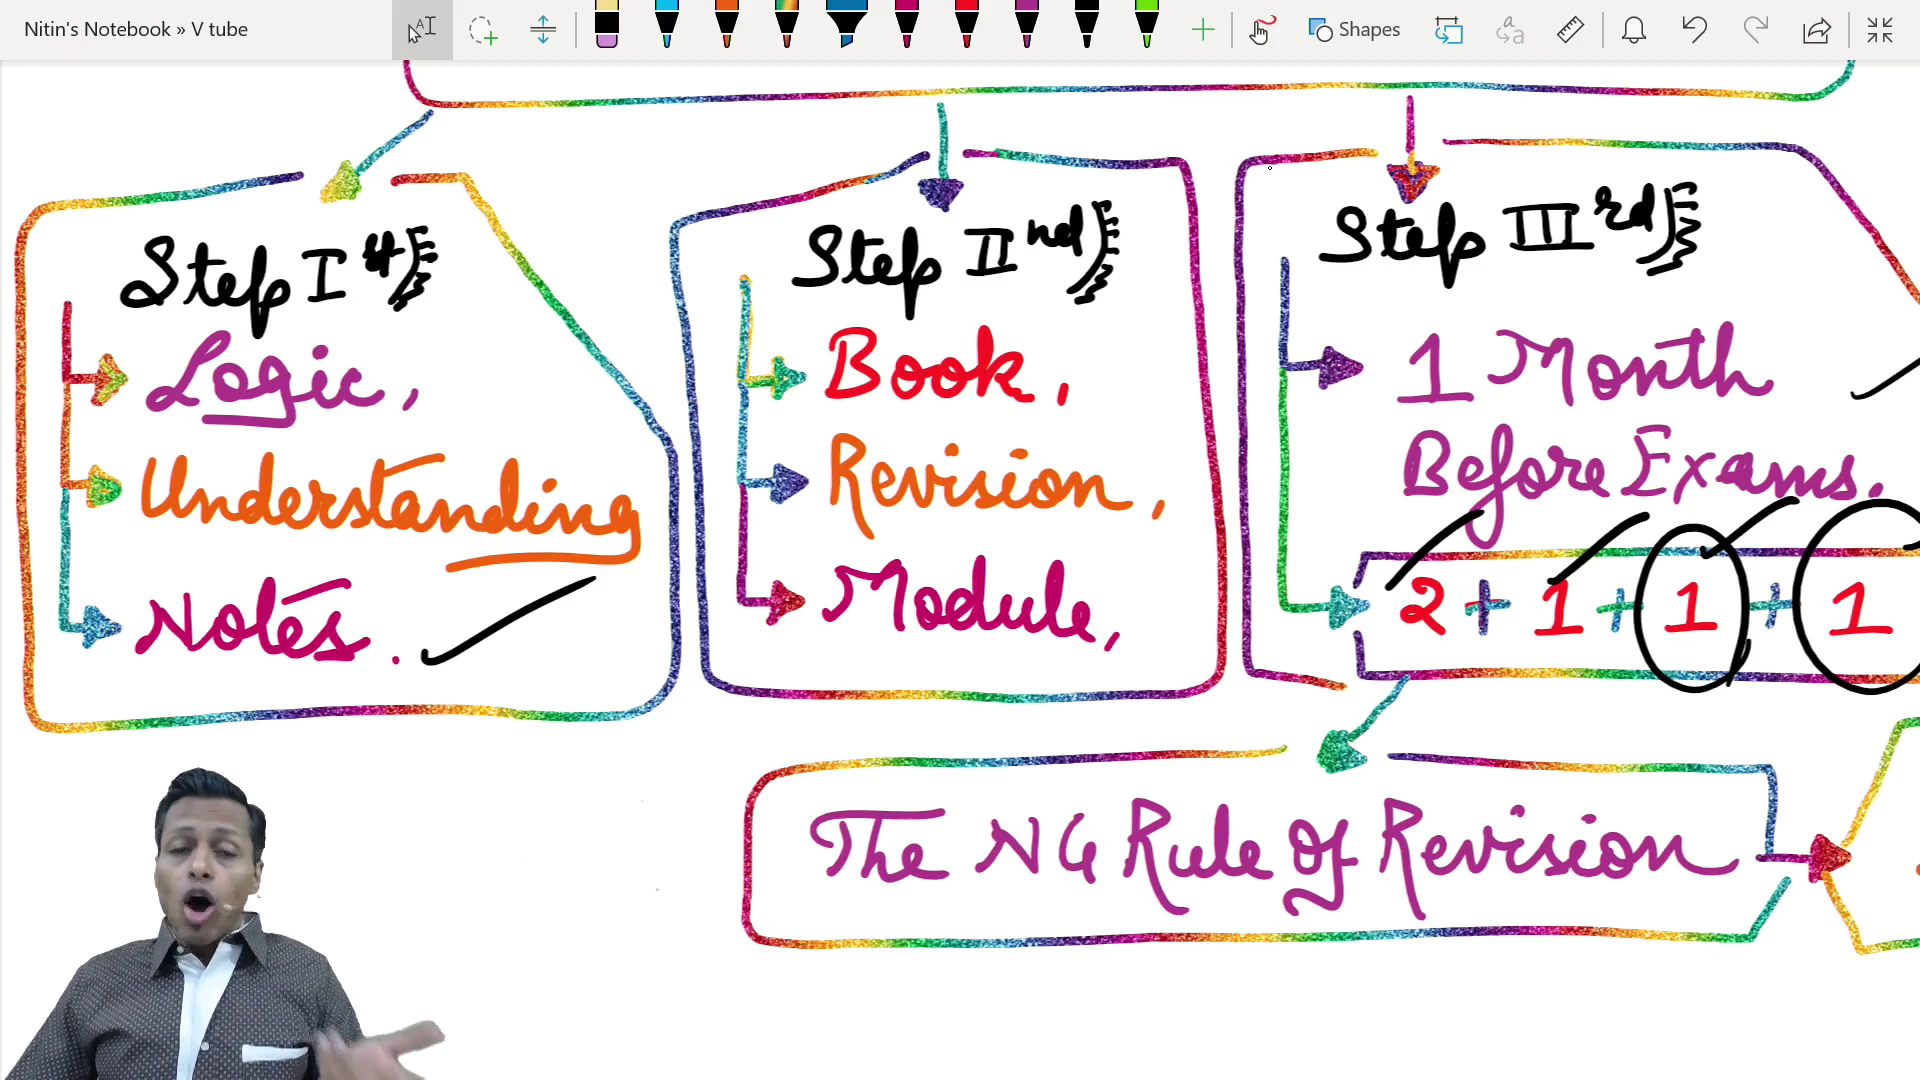 Nitin's Notebook » V tube
Shapes
Step I st
Logic,
Understanding
Notes.
Step II nd
Book,
Revision,
Module,
Step III rd
1 Month
Before Exams.
2 + 1 + 1 + 1
The NG Rule Of Revision